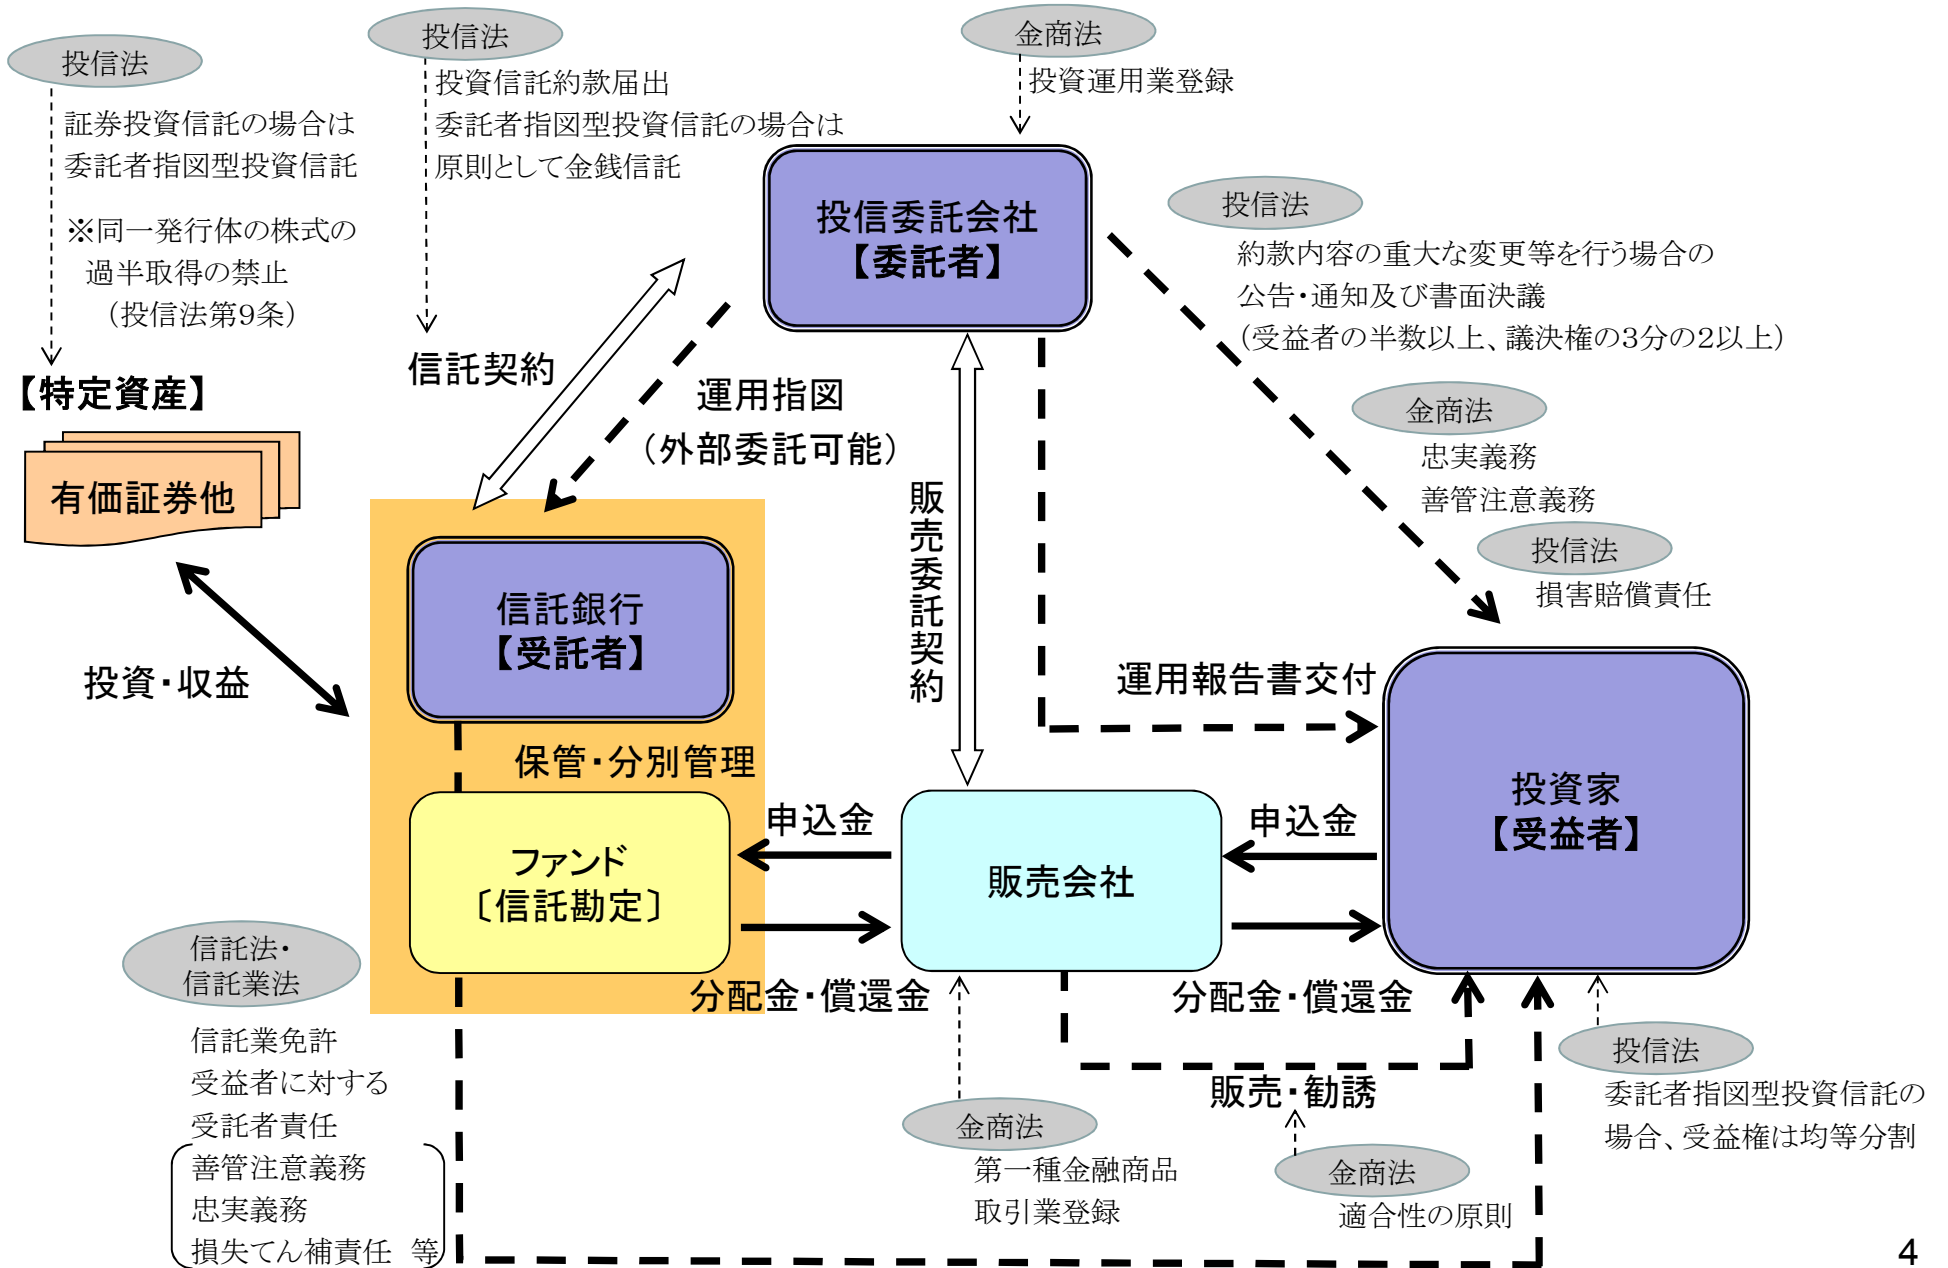 投信法
証券投資信託の場合は
委託者指図型投資信託
※同一発行体の株式の
過半取得の禁止
（投信法第9条）
【特定資産】
有価証券他
投資・収益
投信法
投資信託約款届出
委託者指図型投資信託の場合は
原則として金銭信託
信託契約
金商法
投資運用業登録
投信委託会社
【委託者】
運用指図
（外部委託可能）
投信法
約款内容の重大な変更等を行う場合の
公告・通知及び書面決議
（受益者の半数以上、議決権の3分の2以上）
金商法
忠実義務
善管注意義務
投信法
損害賠償責任
販売委託契約
信託銀行
【受託者】
保管・分別管理
ファンド
〔信託勘定〕
運用報告書交付
投資家
【受益者】
申込金
販売会社
申込金
分配金・償還金
分配金・償還金
信託法・
信託業法
信託業免許
受益者に対する
受託者責任
善管注意義務
忠実義務
損失てん補責任　等
金商法
第一種金融商品
取引業登録
販売・勧誘
金商法
適合性の原則
投信法
委託者指図型投資信託の
場合、受益権は均等分割
4